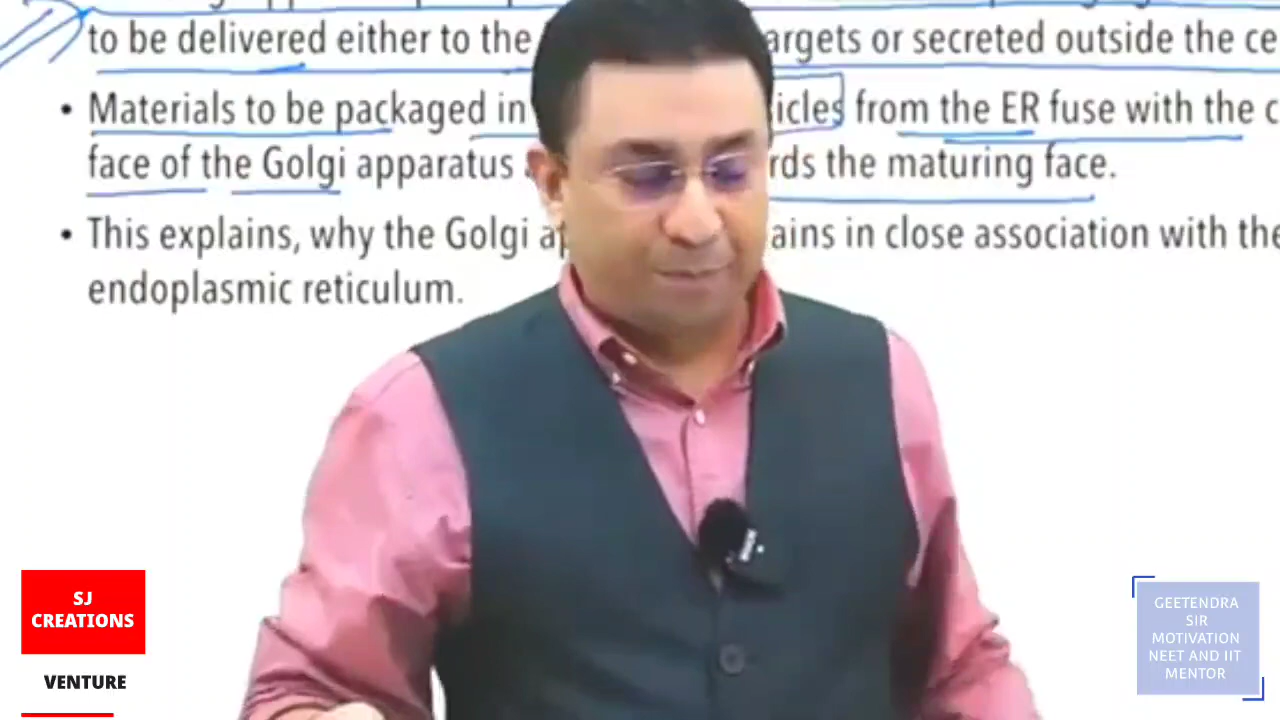 to be delivered either to the argets or secreted outside the ce
• Materials to be packaged in icles from the ER fuse with the c
face of the Golgi apparatus rds the maturing face.
• This explains, why the Golgi ap ains in close association with the
endoplasmic reticulum.
SJ
CREATIONS
VENTURE
GEETENDRA
SIR
MOTIVATION
NEET AND IIT
MENTOR